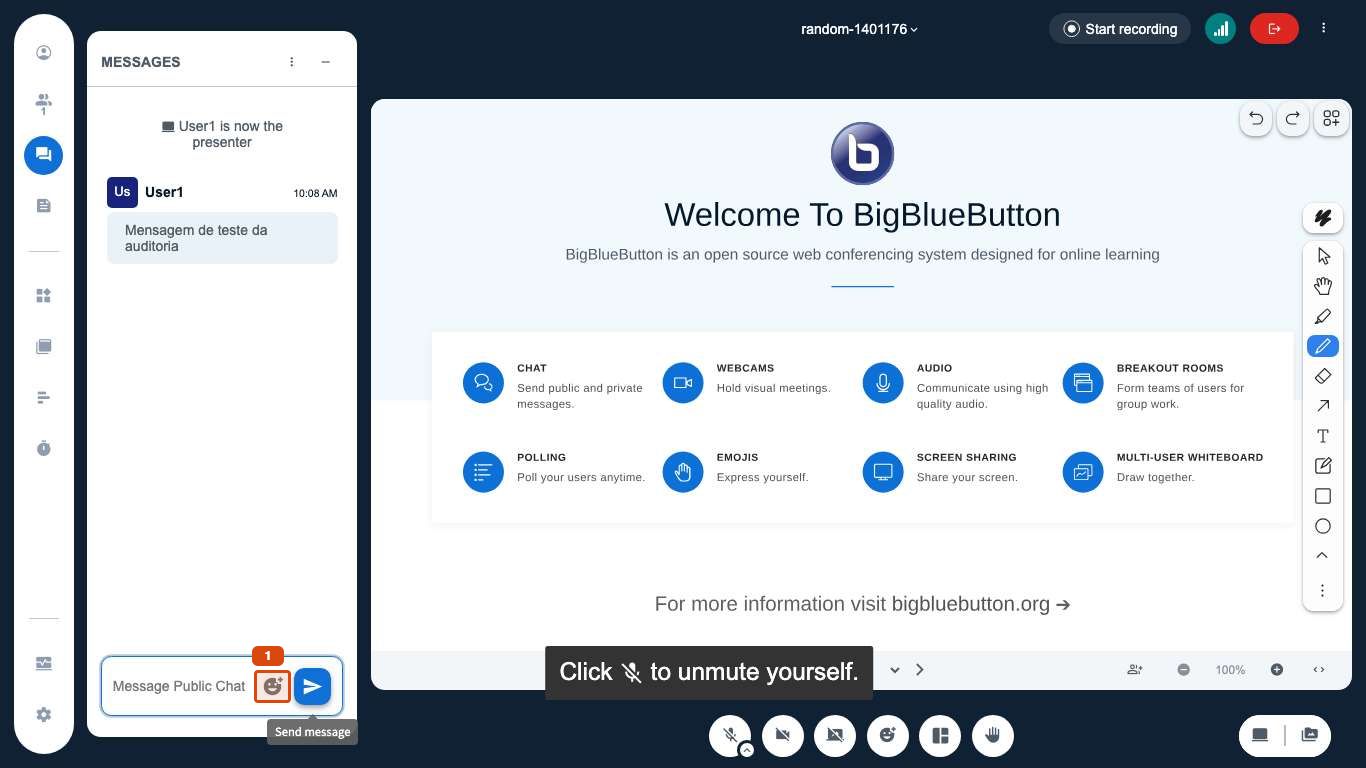 random-1401176
Start recording
1
MESSAGES
User1 is now the
presenter
Us
User1
10:08 AM
Mensagem de teste da
auditoria
Welcome To BigBlueButton
BigBlueButton is an open source web conferencing system designed for online learning
CHAT
Send public and private
messages.
WEBCAMS
Hold visual meetings.
AUDIO
Communicate using high
quality audio.
BREAKOUT ROOMS
Form teams of users for
group work.
POLLING
Poll your users anytime.
EMOJIS
Express yourself.
SCREEN SHARING
Share your screen.
MULTI-USER WHITEBOARD
Draw together.
For more information visit bigbluebutton.org ➔
1
Message Public Chat
Send message
Click to unmute yourself.
100%